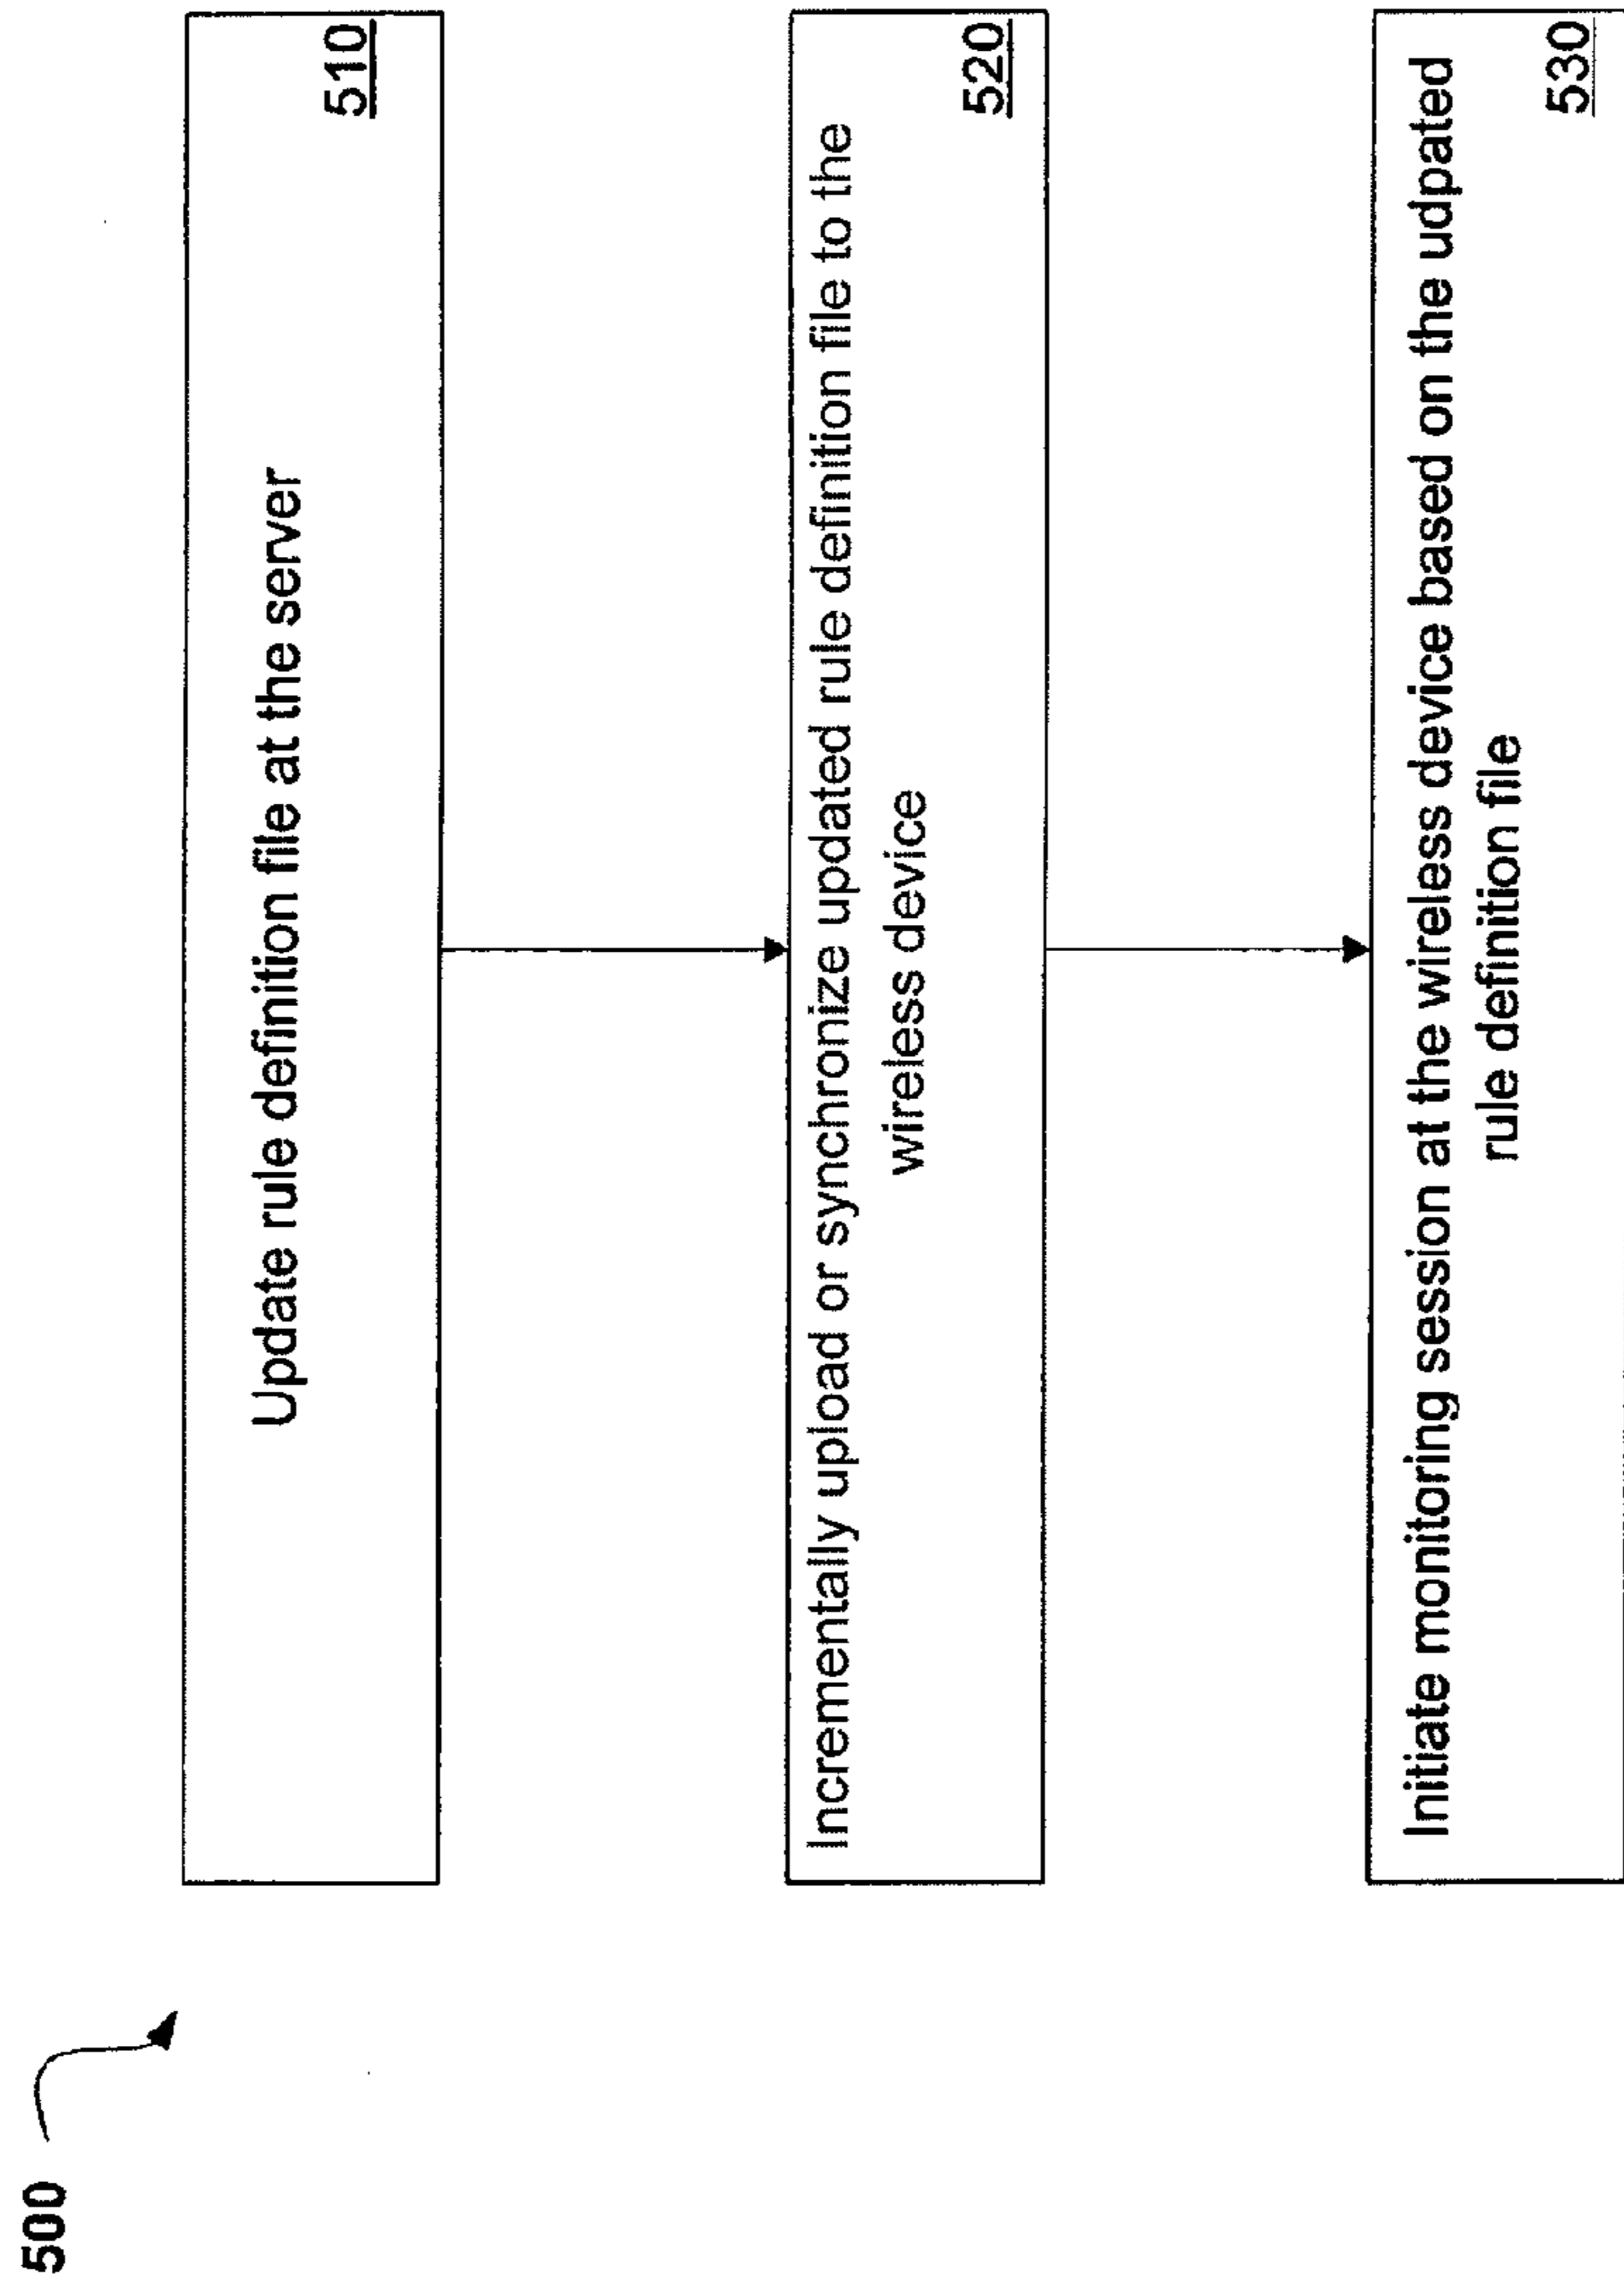 500
Update rule definition file at the server
510
Incrementally upload or synchronize updated rule definition file to the
wireless device
520
Initiate monitoring session at the wireless device based on the udpated
rule definition file
530